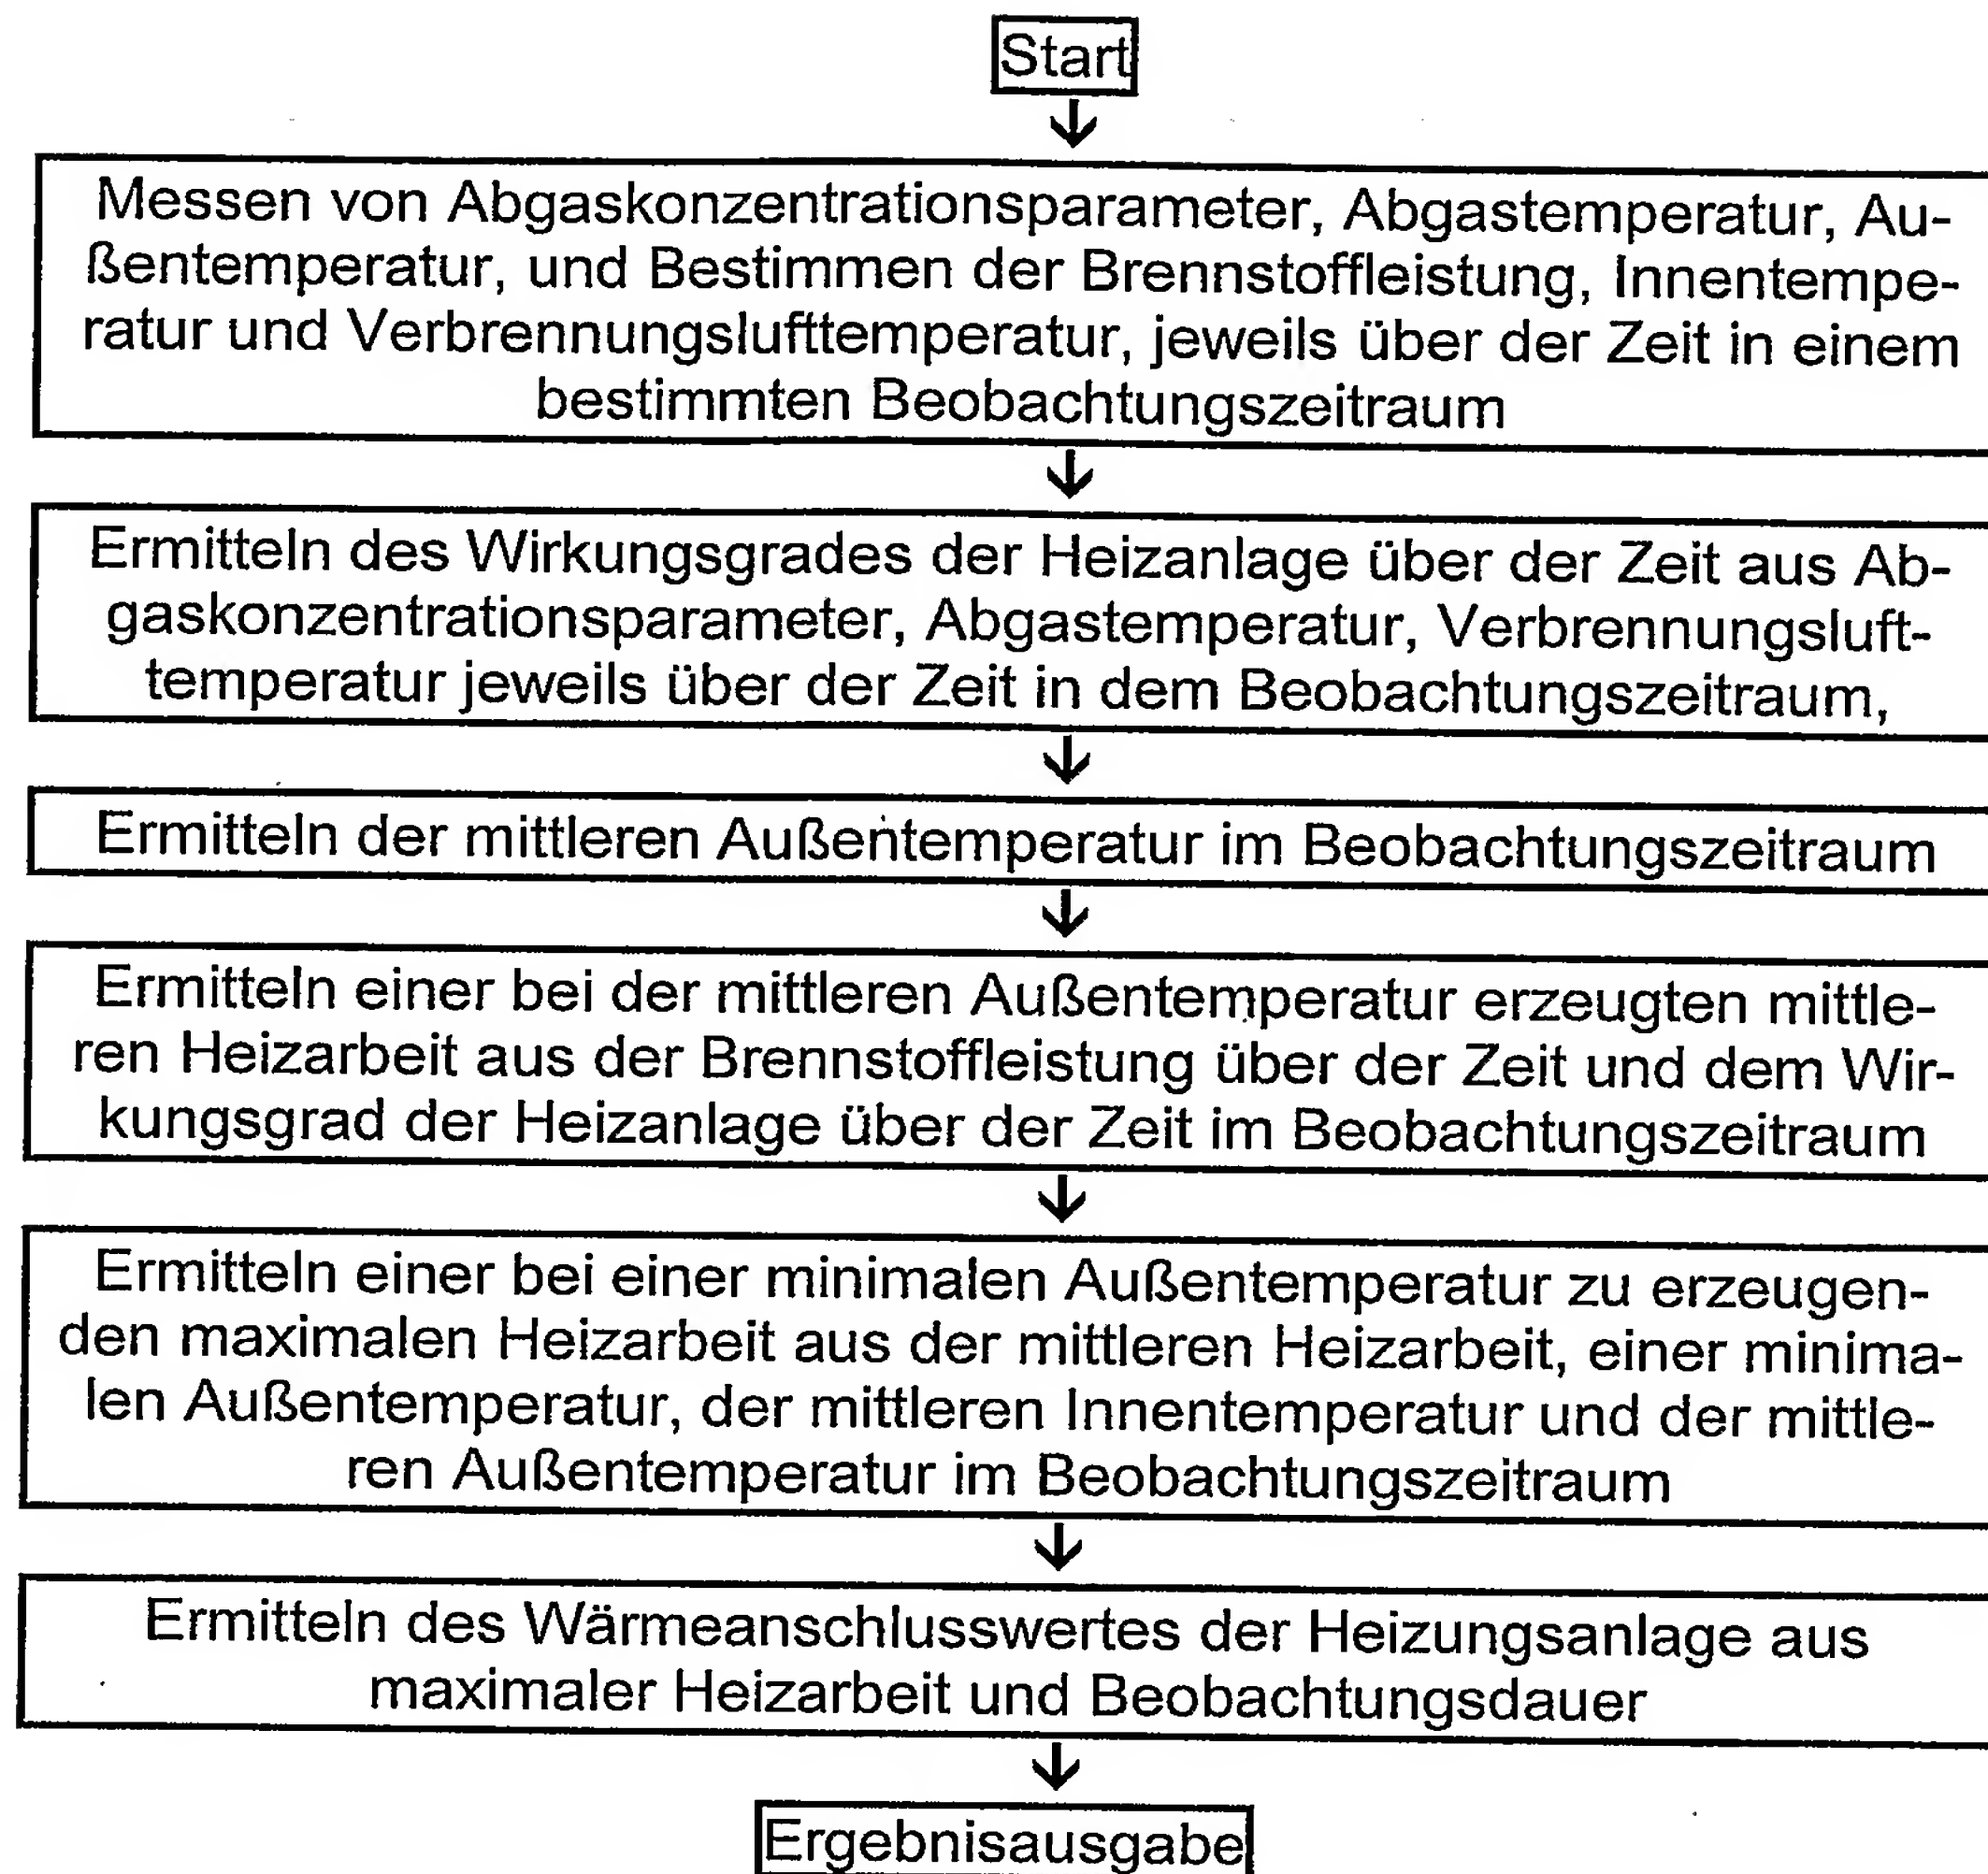 Start
Messen von Abgaskonzentrationsparameter, Abgastemperatur, Au-
ßentemperatur, und Bestimmen der Brennstoffleistung, Innentempe-
ratur und Verbrennungslufttemperatur, jeweils über der Zeit in einem
bestimmten Beobachtungszeitraum
Ermitteln des Wirkungsgrades der Heizanlage über der Zeit aus Ab-
gaskonzentrationsparameter, Abgastemperatur, Verbrennungsluft-
temperatur jeweils über der Zeit in dem Beobachtungszeitraum,
Ermitteln der mittleren Außentemperatur im Beobachtungszeitraum
Ermitteln einer bei der mittleren Außentemperatur erzeugten mittle-
ren Heizarbeit aus der Brennstoffleistung über der Zeit und dem Wir-
kungsgrad der Heizanlage über der Zeit im Beobachtungszeitraum
Ermitteln einer bei einer minimalen Außentemperatur zu erzeugen-
den maximalen Heizarbeit aus der mittleren Heizarbeit, einer minima-
len Außentemperatur, der mittleren Innentemperatur und der mittle-
ren Außentemperatur im Beobachtungszeitraum
Ermitteln des Wärmeanschlusswertes der Heizungsanlage aus
maximaler Heizarbeit und Beobachtungsdauer
Ergebnisausgabe